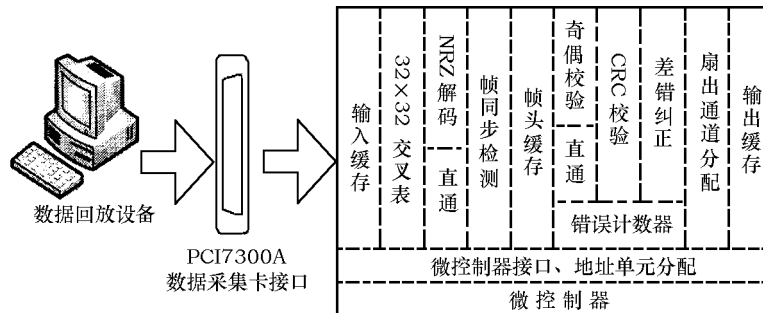 数据回放设备
PCI7300A
数据采集卡接口
输入缓存
32×32 交叉表
NRZ 解码
直通
帧同步检测
帧头缓存
奇偶校验
直通
CRC 校验
差错纠正
错误计数器
扇出通道分配
输出缓存
微控制器接口、地址单元分配
微控制器